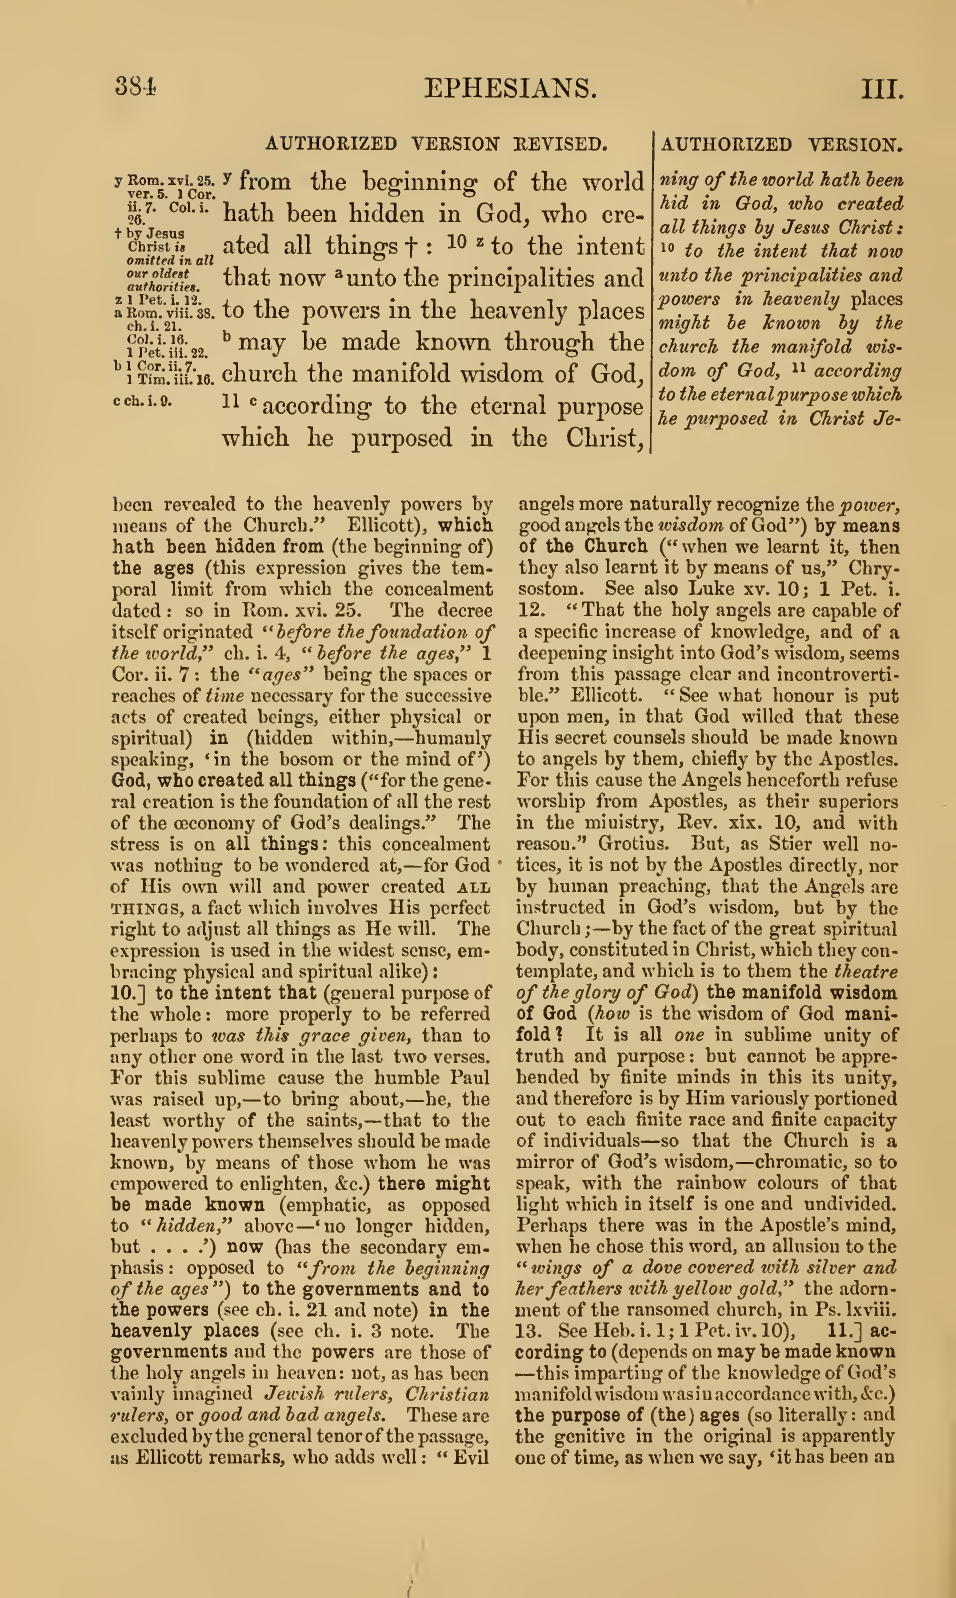 384
EPHESIANS.
III.
AUTHORIZED VERSION REVISED.
y Rom. xvi. 25.
ver. 5. 1 Cor.
ii. 7. Col. i.
26.
† by Jesus
Christ is
omitted in all
our oldest
authorities.
z 1 Pet. i. 12.
a Rom. viii. 38.
ch. i. 21.
Col. i. 16.
1 Pet. iii. 22.
b 1 Cor. ii. 7.
1 Tim. iii. 16.
c ch. i. 9.
y from the beginning of the world
hath been hidden in God, who cre-
ated all things † : 10 z to the intent
that now a unto the principalities and
to the powers in the heavenly places
b may be made known through the
church the manifold wisdom of God,
11 c according to the eternal purpose
which he purposed in the Christ,
AUTHORIZED VERSION.
ning of the world hath been
hid in God, who created
all things by Jesus Christ:
10 to the intent that now
unto the principalities and
powers in heavenly places
might be known by the
church the manifold wis-
dom of God, 11 according
to the eternal purpose which
he purposed in Christ Je-
been revealed to the heavenly powers by
means of the Church.” Ellicott), which
hath been hidden from (the beginning of)
the ages (this expression gives the tem-
poral limit from which the concealment
dated: so in Rom. xvi. 25. The decree
itself originated “before the foundation of
the world,” ch. i. 4, “before the ages,” 1
Cor. ii. 7: the “ages” being the spaces or
reaches of time necessary for the successive
acts of created beings, either physical or
spiritual) in (hidden within,—humanly
speaking, ‘in the bosom or the mind of’)
God, who created all things (“for the gene-
ral creation is the foundation of all the rest
of the œconomy of God’s dealings.” The
stress is on all things: this concealment
was nothing to be wondered at,—for God
of His own will and power created ALL
THINGS, a fact which involves His perfect
right to adjust all things as He will. The
expression is used in the widest sense, em-
bracing physical and spiritual alike):
10.] to the intent that (general purpose of
the whole: more properly to be referred
perhaps to was this grace given, than to
any other one word in the last two verses.
For this sublime cause the humble Paul
was raised up,—to bring about,—he, the
least worthy of the saints,—that to the
heavenly powers themselves should be made
known, by means of those whom he was
empowered to enlighten, &c.) there might
be made known (emphatic, as opposed
to “hidden,” above—‘no longer hidden,
but . . . .’) now (has the secondary em-
phasis: opposed to “from the beginning
of the ages”) to the governments and to
the powers (see ch. i. 21 and note) in the
heavenly places (see ch. i. 3 note. The
governments and the powers are those of
the holy angels in heaven: not, as has been
vainly imagined Jewish rulers, Christian
rulers, or good and bad angels. These are
excluded by the general tenor of the passage,
as Ellicott remarks, who adds well: “Evil
angels more naturally recognize the power,
good angels the wisdom of God”) by means
of the Church (“when we learnt it, then
they also learnt it by means of us,” Chry-
sostom. See also Luke xv. 10; 1 Pet. i.
12. “That the holy angels are capable of
a specific increase of knowledge, and of a
deepening insight into God’s wisdom, seems
from this passage clear and incontroverti-
ble.” Ellicott. “See what honour is put
upon men, in that God willed that these
His secret counsels should be made known
to angels by them, chiefly by the Apostles.
For this cause the Angels henceforth refuse
worship from Apostles, as their superiors
in the ministry, Rev. xix. 10, and with
reason.” Grotius. But, as Stier well no-
tices, it is not by the Apostles directly, nor
by human preaching, that the Angels are
instructed in God’s wisdom, but by the
Church;—by the fact of the great spiritual
body, constituted in Christ, which they con-
template, and which is to them the theatre
of the glory of God) the manifold wisdom
of God (how is the wisdom of God mani-
fold? It is all one in sublime unity of
truth and purpose: but cannot be appre-
hended by finite minds in this its unity,
and therefore is by Him variously portioned
out to each finite race and finite capacity
of individuals—so that the Church is a
mirror of God’s wisdom,—chromatic, so to
speak, with the rainbow colours of that
light which in itself is one and undivided.
Perhaps there was in the Apostle’s mind,
when he chose this word, an allusion to the
“wings of a dove covered with silver and
her feathers with yellow gold,” the adorn-
ment of the ransomed church, in Ps. lxviii.
13. See Heb. i. 1; 1 Pet. iv. 10), 11.] ac-
cording to (depends on may be made known
—this imparting of the knowledge of God’s
manifold wisdom was in accordance with, &c.)
the purpose of (the) ages (so literally: and
the genitive in the original is apparently
one of time, as when we say, ‘it has been an